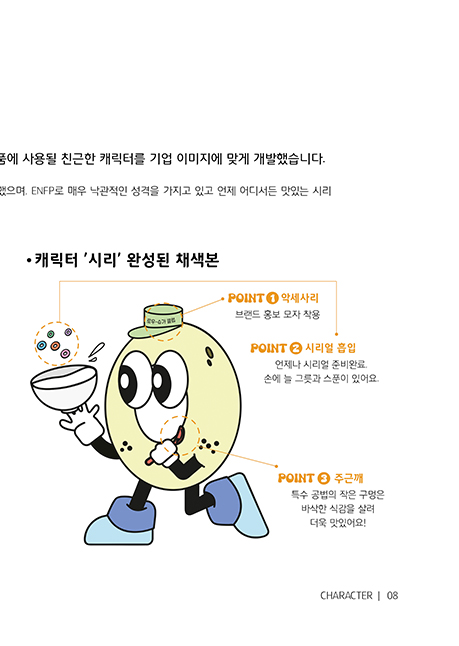 품에 사용될 친근한 캐릭터를 기업 이미지에 맞게 개발했습니다.
했으며, ENFP로 매우 낙관적인 성격을 가지고 있고 언제 어디서든 맛있는 시리
• 캐릭터 '시리' 완성된 채색본
POINT 1 악세사리
브랜드 홍보 모자 착용
POINT 2 시리얼 흡입
언제나 시리얼 준비완료.
손에 늘 그릇과 스푼이 있어요.
POINT 3 주근깨
특수 공법의 작은 구멍은
바삭한 식감을 살려
더욱 맛있어요!
CHARACTER | 08